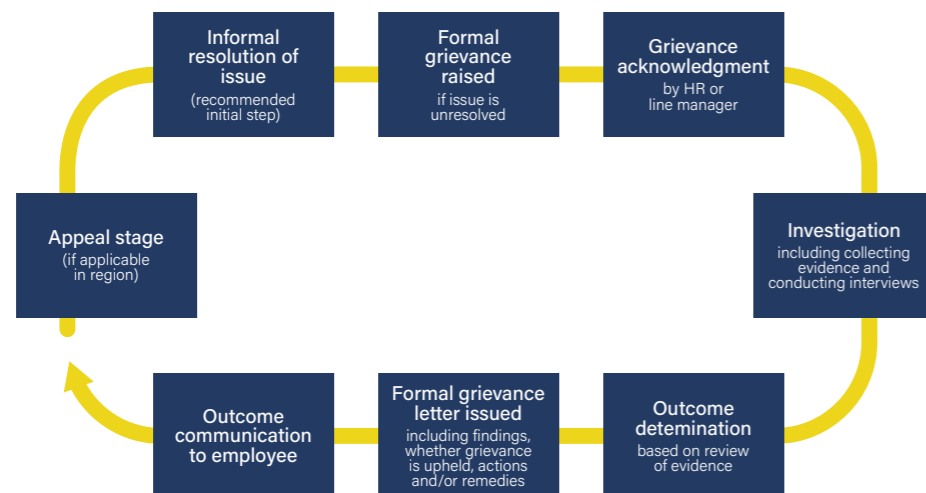 Informal
resolution of
issue
(recommended
initial step)
Formal
grievance
raised
if issue is
unresolved
Grievance
acknowledgment
by HR or
line manager
Investigation
including collecting
evidence and
conducting interviews
Outcome
detemination
based on review
of evidence
Formal grievance
letter issued
including findings,
whether grievance
is upheld, actions
and/or remedies
Outcome
communication
to employee
Appeal stage
(if applicable
in region)